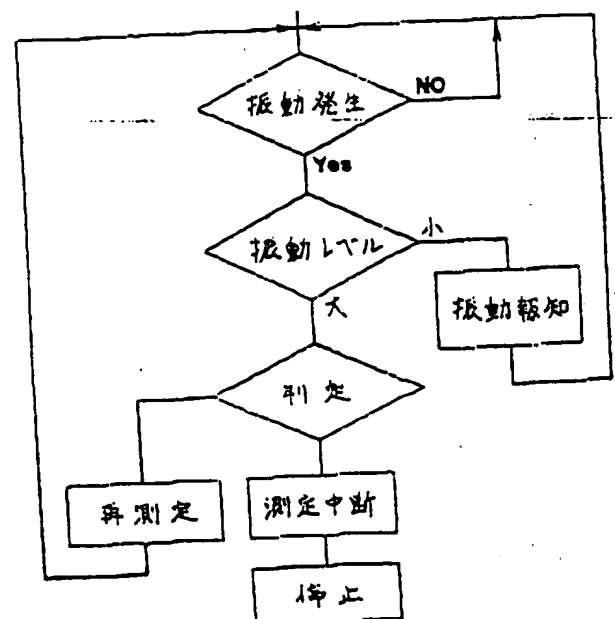 振動発生
NO
Yes
振動レベル
小
振動報知
大
判定
再測定
測定中断
停止